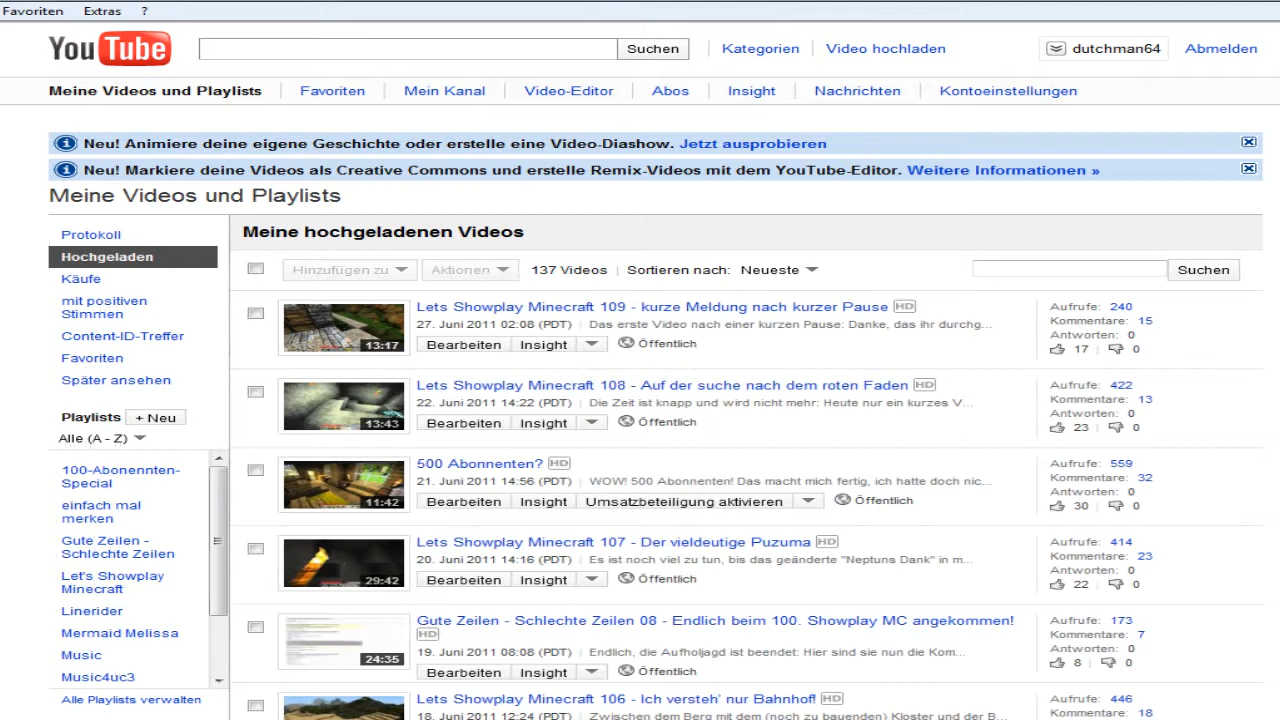 Favoriten Extras ?
YouTube Suchen Kategorien Video hochladen dutchman64 Abmelden
Meine Videos und Playlists Favoriten Mein Kanal Video-Editor Abos Insight Nachrichten Kontoeinstellungen
Neu! Animiere deine eigene Geschichte oder erstelle eine Video-Diashow. Jetzt ausprobieren
Neu! Markiere deine Videos als Creative Commons und erstelle Remix-Videos mit dem YouTube-Editor. Weitere Informationen »
Meine Videos und Playlists
Protokoll
Hochgeladen
Käufe
mit positiven
Stimmen
Content-ID-Treffer
Favoriten
Später ansehen
Playlists + Neu
Alle (A - Z)
100-Abonennten-
Special
einfach mal
merken
Gute Zeilen -
Schlechte Zeilen
Let's Showplay
Minecraft
Linerider
Mermaid Melissa
Music
Music4uc3
Alle Playlists verwalten
Meine hochgeladenen Videos
Hinzufügen zu Aktionen 137 Videos Sortieren nach: Neueste Suchen
Lets Showplay Minecraft 109 - kurze Meldung nach kurzer Pause HD
27. Juni 2011 02:08 (PDT) Das erste Video nach einer kurzen Pause: Danke, das ihr durchg...
13:17 Bearbeiten Insight Öffentlich
Aufrufe: 240
Kommentare: 15
Antworten: 0
17 0
Lets Showplay Minecraft 108 - Auf der suche nach dem roten Faden HD
22. Juni 2011 14:22 (PDT) Die Zeit ist knapp und wird nicht mehr: Heute nur ein kurzes V...
13:43 Bearbeiten Insight Öffentlich
Aufrufe: 422
Kommentare: 13
Antworten: 0
23 0
500 Abonnenten? HD
21. Juni 2011 14:56 (PDT) WOW! 500 Abonnenten! Das macht mich fertig, ich hatte doch nic...
11:42 Bearbeiten Insight Umsatzbeteiligung aktivieren Öffentlich
Aufrufe: 559
Kommentare: 32
Antworten: 0
30 0
Lets Showplay Minecraft 107 - Der vieldeutige Puzuma HD
20. Juni 2011 14:16 (PDT) Es ist noch viel zu tun, bis das geänderte "Neptuns Dank" in m...
29:42 Bearbeiten Insight Öffentlich
Aufrufe: 414
Kommentare: 23
Antworten: 0
22 0
Gute Zeilen - Schlechte Zeilen 08 - Endlich beim 100. Showplay MC angekommen!
HD
19. Juni 2011 08:08 (PDT) Endlich, die Aufholjagd ist beendet: Hier sind sie nun die Kom...
24:35 Bearbeiten Insight Öffentlich
Aufrufe: 173
Kommentare: 7
8 0
Lets Showplay Minecraft 106 - Ich versteh' nur Bahnhof! HD
18. Juni 2011 12:24 (PDT) Zwischen dem Berg mit dem (noch zu bauenden) Kloster und der B...
Aufrufe: 446
Kommentare: 18